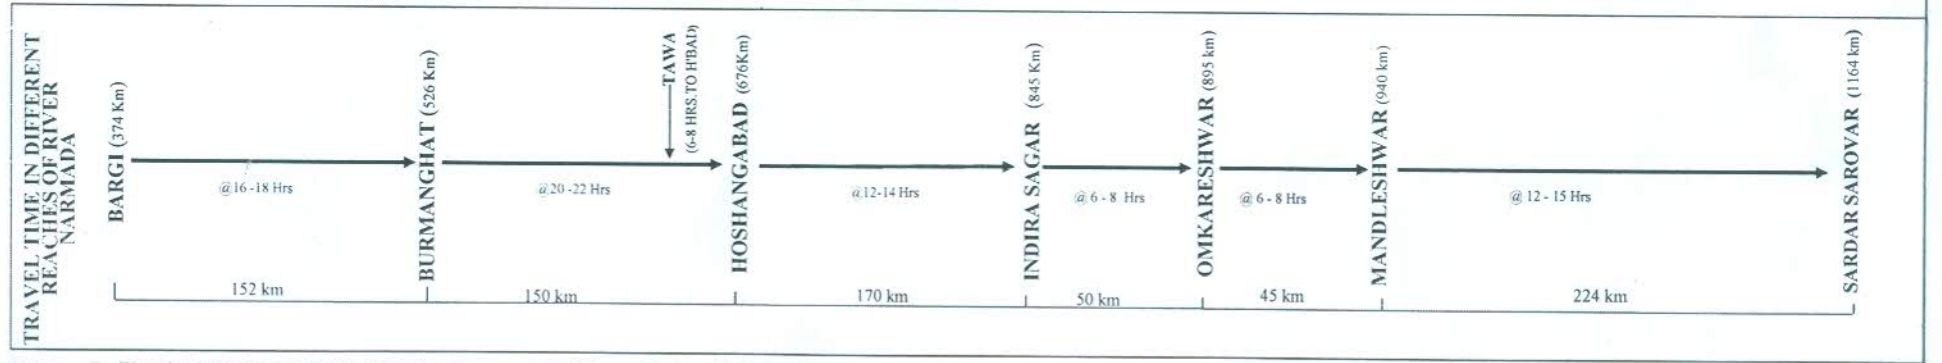 TRAVEL TIME IN DIFFERENT
REACHES OF RIVER
NARMADA
BARGI (374 Km)
@16 -18 Hrs
152 km
BURMANGHAT (526 Km)
@20 -22 Hrs
150 km
TAWA
(6-8 HRS.TO H'BAD)
HOSHANGABAD (676Km)
@12-14 Hrs
170 km
INDIRA SAGAR (845 Km)
@ 6 - 8 Hrs
50 km
OMKARESHWAR (895 km)
@ 6 - 8 Hrs
45 km
MANDLESHWAR (940 km)
@ 12 - 15 Hrs
224 km
SARDAR SAROVAR (1164 km)